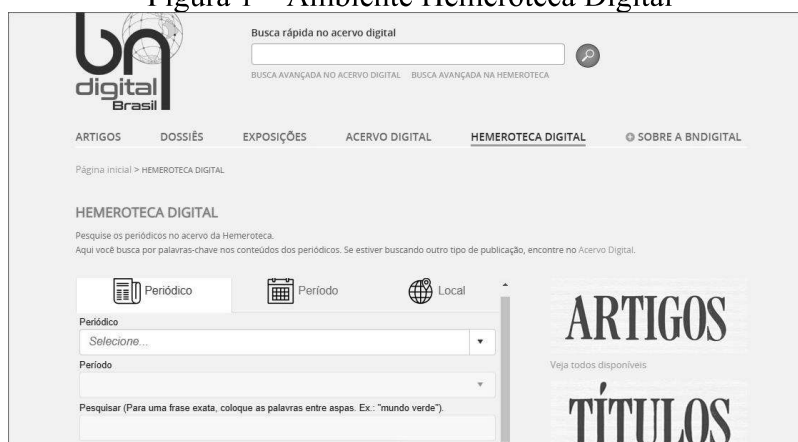 Figura 1 – Ambiente Hemeroteca Digital
bn
digital
Brasil
Busca rápida no acervo digital
BUSCA AVANÇADA NO ACERVO DIGITAL BUSCA AVANÇADA NA HEMEROTECA
ARTIGOS DOSSIÊS EXPOSIÇÕES ACERVO DIGITAL HEMEROTECA DIGITAL SOBRE A BNDIGITAL
Página inicial > HEMEROTECA DIGITAL
HEMEROTECA DIGITAL
Pesquise os periódicos no acervo da Hemeroteca.
Aqui você busca por palavras-chave nos conteúdos dos periódicos. Se estiver buscando outro tipo de publicação, encontre no Acervo Digital.
Periódico Período Local
Periódico
Selecione...
Período
Pesquisar (Para uma frase exata, coloque as palavras entre aspas. Ex.: "mundo verde").
ARTIGOS
Veja todos disponíveis
TÍTULOS